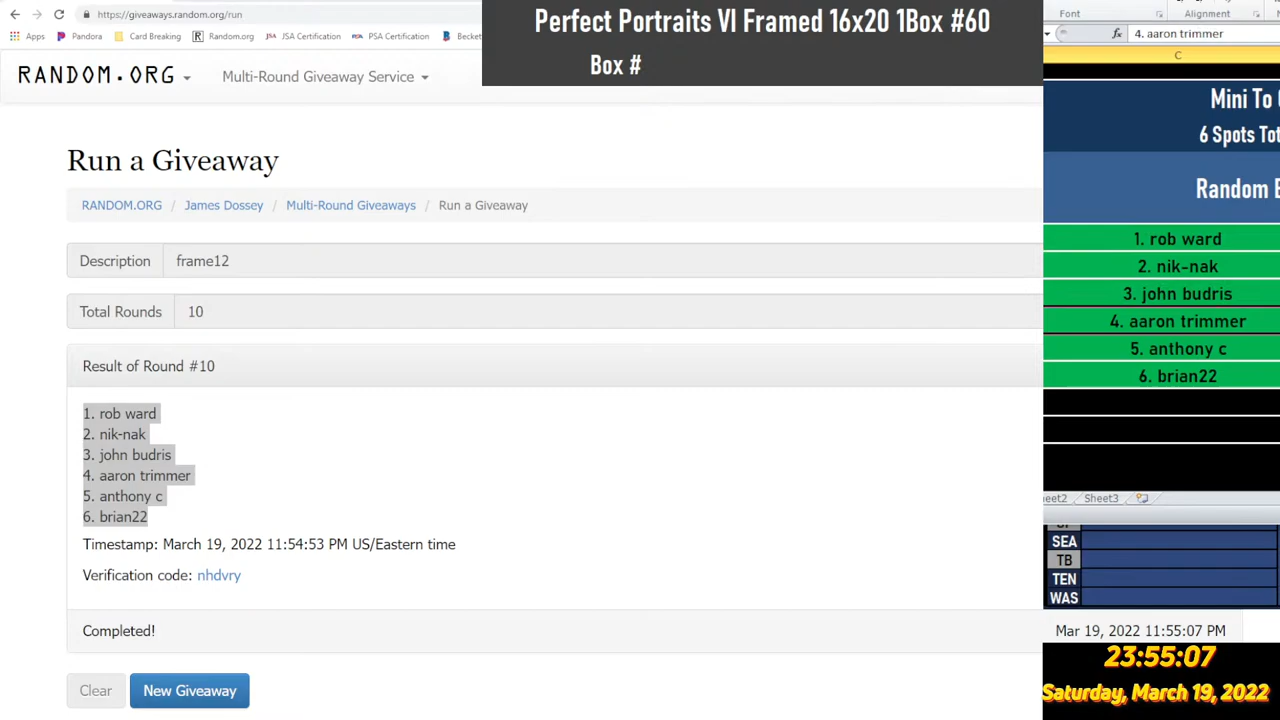 https://giveaways.random.org/run
Apps
Pandora
Card Breaking
Random.org
JSA Certification
PSA Certification
Beckett
Perfect Portraits VI Framed 16x20 1Box #60
Box #
RANDOM.ORG
Multi-Round Giveaway Service
Run a Giveaway
RANDOM.ORG / James Dossey / Multi-Round Giveaways / Run a Giveaway
Description frame12
Total Rounds 10
Result of Round #10
1. rob ward
2. nik-nak
3. john budris
4. aaron trimmer
5. anthony c
6. brian22
Timestamp: March 19, 2022 11:54:53 PM US/Eastern time
Verification code: nhdvry
Completed!
Clear
New Giveaway
Font
Alignment
fx 4. aaron trimmer
C
Mini To
6 Spots Tot
Random
1. rob ward
2. nik-nak
3. john budris
4. aaron trimmer
5. anthony c
6. brian22
eet2
Sheet3
SEA
TB
TEN
WAS
Mar 19, 2022 11:55:07 PM
23:55:07
Saturday, March 19, 2022